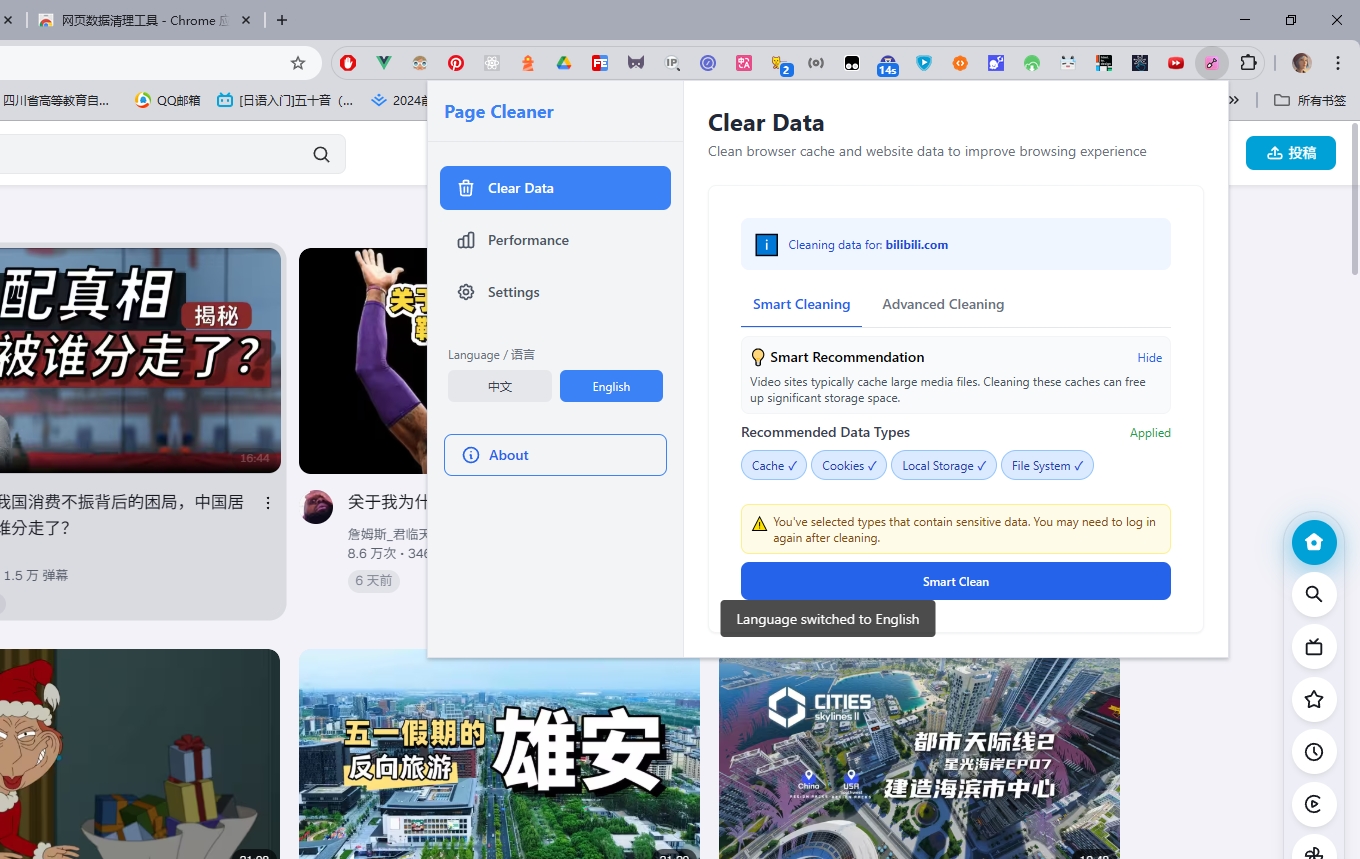 网页数据清理工具 - Chrome 应
2
14s
四川省高等教育自...
QQ邮箱
[日语入门]五十音（...
2024前
所有书签
投稿
Page Cleaner
Clear Data
Performance
Settings
Language / 语言
中文
English
About
Clear Data
Clean browser cache and website data to improve browsing experience
Cleaning data for: bilibili.com
Smart Cleaning
Advanced Cleaning
Smart Recommendation
Hide
Video sites typically cache large media files. Cleaning these caches can free
up significant storage space.
Recommended Data Types
Applied
Cache ✓
Cookies ✓
Local Storage ✓
File System ✓
You've selected types that contain sensitive data. You may need to log in
again after cleaning.
Smart Clean
Language switched to English
配真相
揭秘
被谁分走了？
16:44
我国消费不振背后的困局，中国居
谁分走了？
1.5 万 弹幕
关于我为什
詹姆斯_君临天
8.6 万次 · 346
6 天前
五一假期的
反向旅游
雄安
CITIES
skylines II
都市天际线2
星光海岸EP07
建造海滨市中心
China
USA